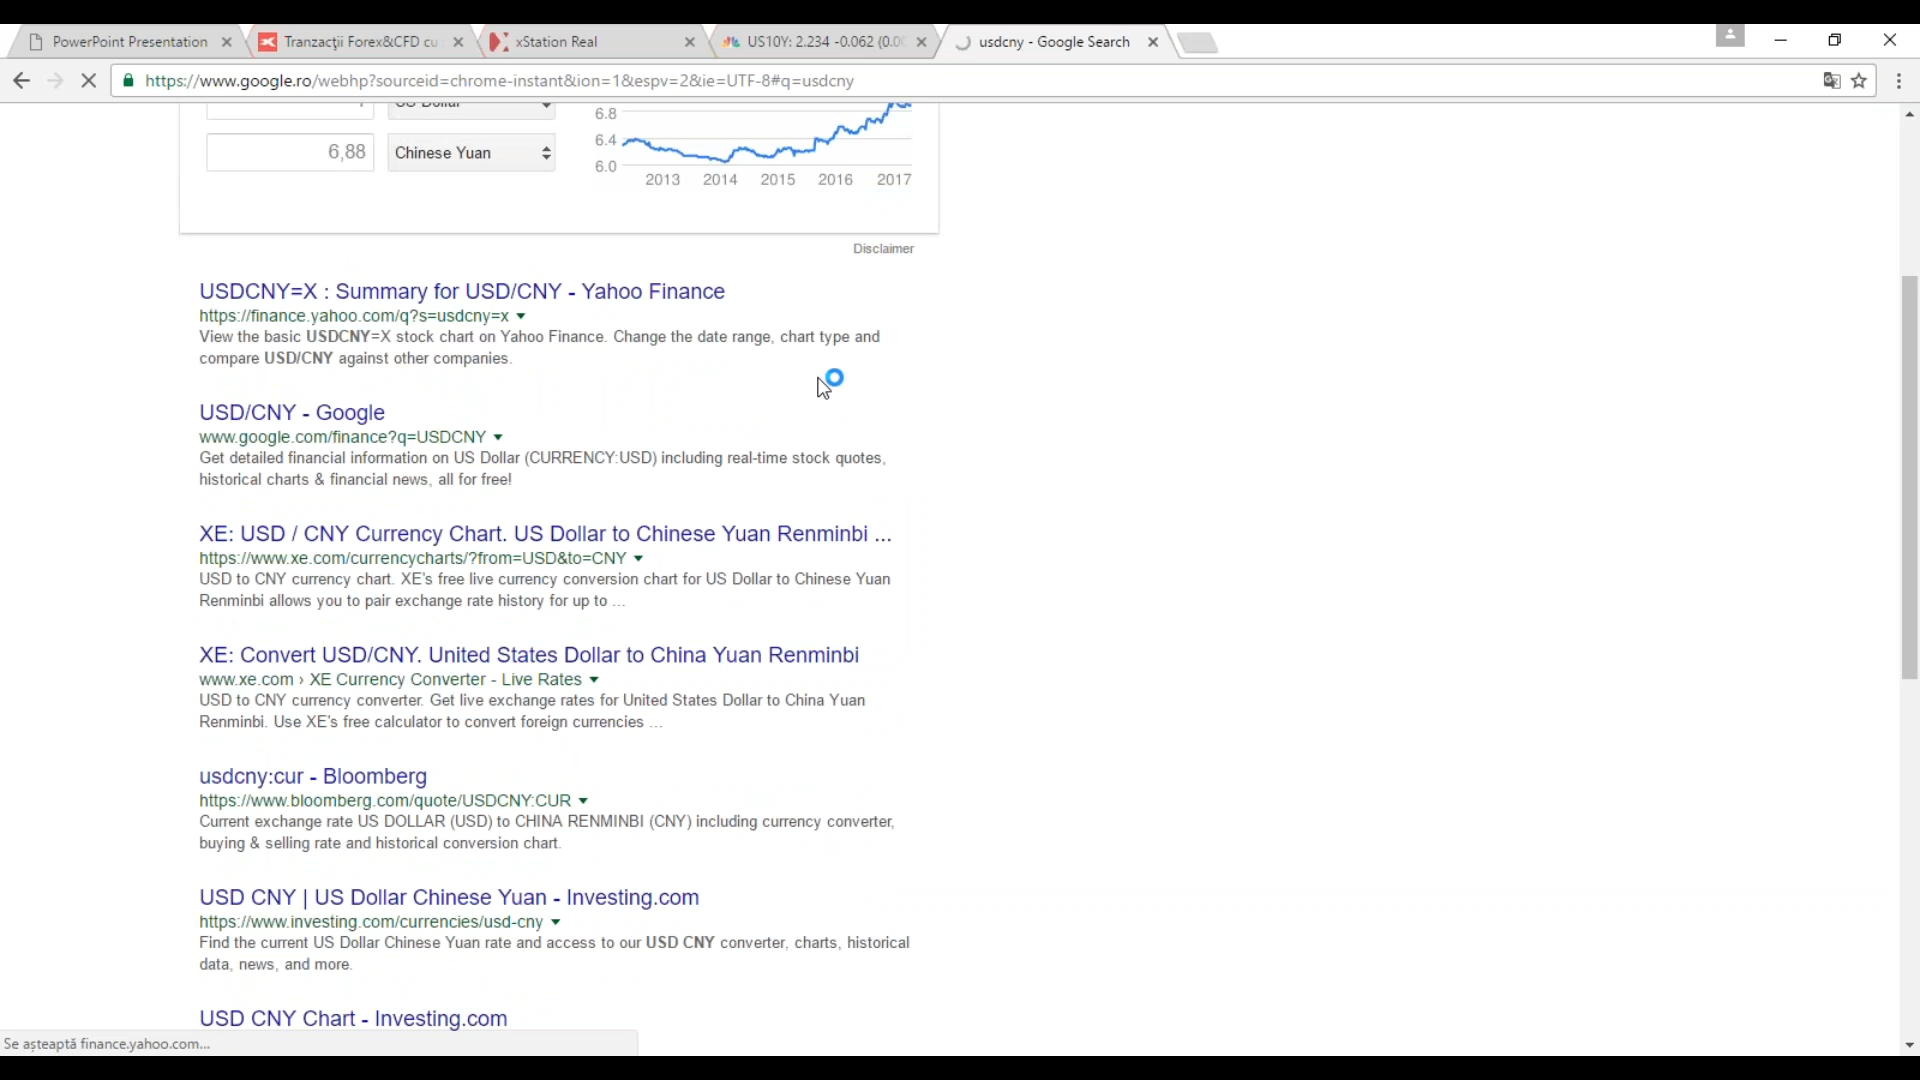 PowerPoint Presentation
Tranzacţii Forex&CFD cu
xStation Real
US10Y: 2.234 -0.062 (0.0
usdcny - Google Search
https://www.google.ro/webhp?sourceid=chrome-instant&ion=1&espv=2&ie=UTF-8#q=usdcny
US Dollar
6,88
Chinese Yuan
6.8
6.4
6.0
2013 2014 2015 2016 2017
Disclaimer
USDCNY=X : Summary for USD/CNY - Yahoo Finance
https://finance.yahoo.com/q?s=usdcny=x
View the basic USDCNY=X stock chart on Yahoo Finance. Change the date range, chart type and
compare USD/CNY against other companies.
USD/CNY - Google
www.google.com/finance?q=USDCNY
Get detailed financial information on US Dollar (CURRENCY:USD) including real-time stock quotes,
historical charts & financial news, all for free!
XE: USD / CNY Currency Chart. US Dollar to Chinese Yuan Renminbi ...
https://www.xe.com/currencycharts/?from=USD&to=CNY
USD to CNY currency chart. XE's free live currency conversion chart for US Dollar to Chinese Yuan
Renminbi allows you to pair exchange rate history for up to ...
XE: Convert USD/CNY. United States Dollar to China Yuan Renminbi
www.xe.com › XE Currency Converter - Live Rates
USD to CNY currency converter. Get live exchange rates for United States Dollar to China Yuan
Renminbi. Use XE's free calculator to convert foreign currencies ...
usdcny:cur - Bloomberg
https://www.bloomberg.com/quote/USDCNY:CUR
Current exchange rate US DOLLAR (USD) to CHINA RENMINBI (CNY) including currency converter,
buying & selling rate and historical conversion chart.
USD CNY | US Dollar Chinese Yuan - Investing.com
https://www.investing.com/currencies/usd-cny
Find the current US Dollar Chinese Yuan rate and access to our USD CNY converter, charts, historical
data, news, and more.
USD CNY Chart - Investing.com
Se așteaptă finance.yahoo.com...